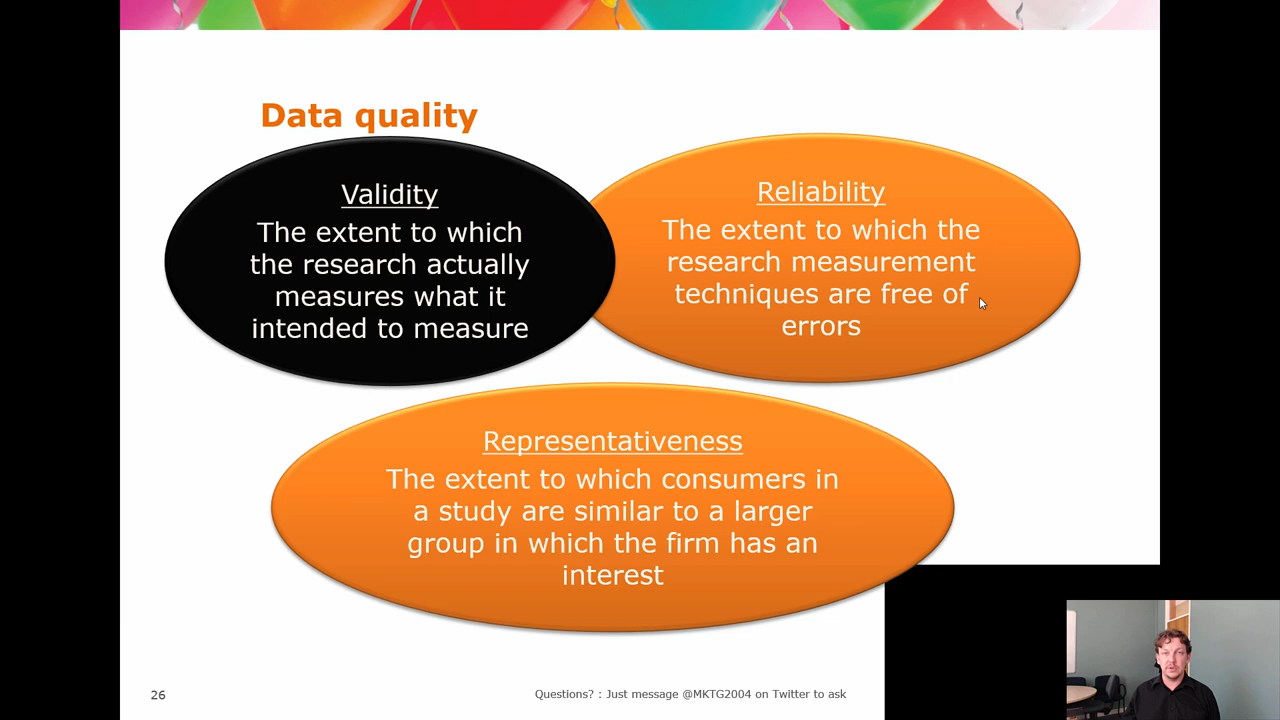 Data quality
Validity
The extent to which
the research actually
measures what it
intended to measure
Reliability
The extent to which the
research measurement
techniques are free of
errors
Representativeness
The extent to which consumers in
a study are similar to a larger
group in which the firm has an
interest
26
Questions? : Just message @MKTG2004 on Twitter to ask